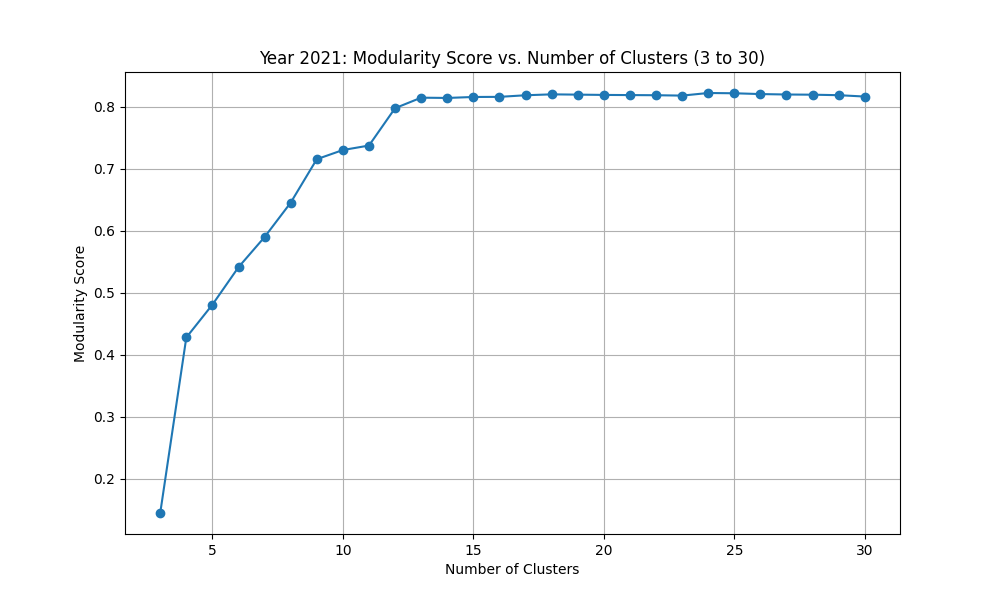 Year 2021: Modularity Score vs. Number of Clusters (3 to 30)
Modularity Score
0.8
0.7
0.6
0.5
0.4
0.3
0.2
5 10 15 20 25 30
Number of Clusters